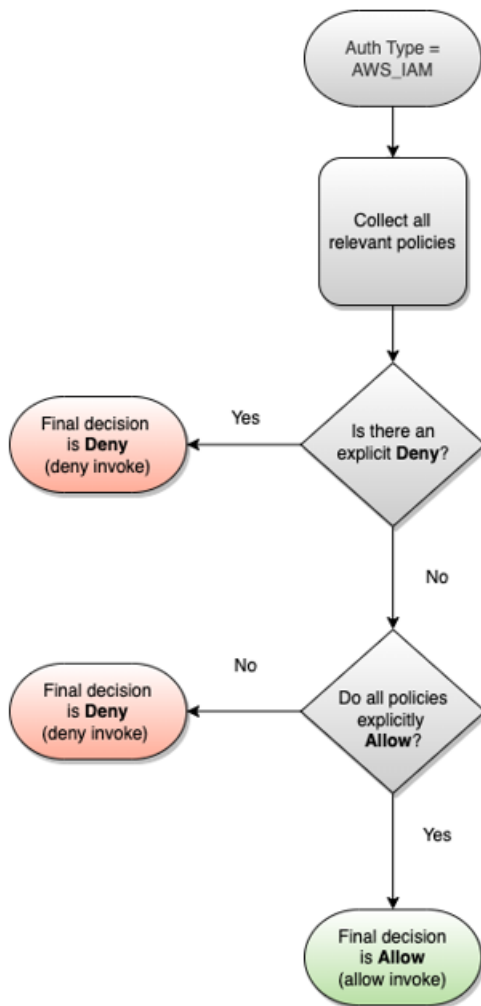 Auth Type =
AWS_IAM
Collect all
relevant policies
Is there an
explicit Deny?
Yes
Final decision
is Deny
(deny invoke)
No
Do all policies
explicitly
Allow?
No
Final decision
is Deny
(deny invoke)
Yes
Final decision
is Allow
(allow invoke)